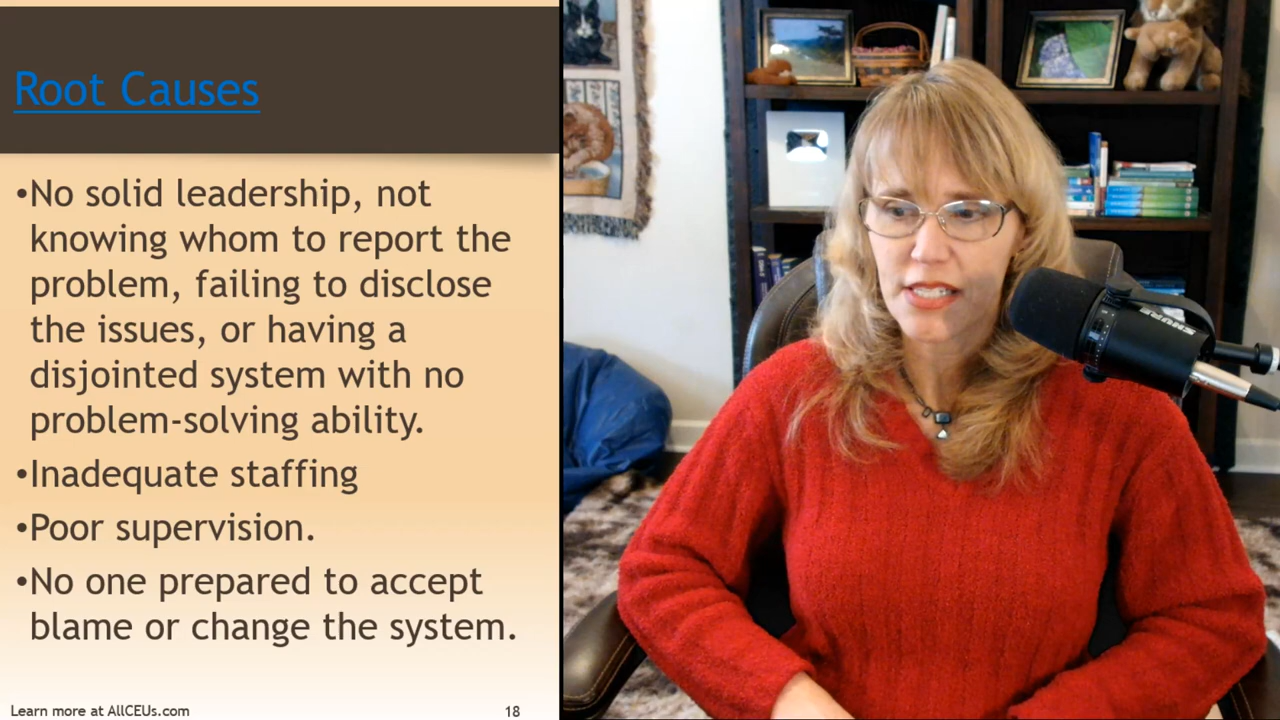 Root Causes
•No solid leadership, not
knowing whom to report the
problem, failing to disclose
the issues, or having a
disjointed system with no
problem-solving ability.
•Inadequate staffing
•Poor supervision.
•No one prepared to accept
blame or change the system.
Learn more at AllCEUs.com
18
SHURE